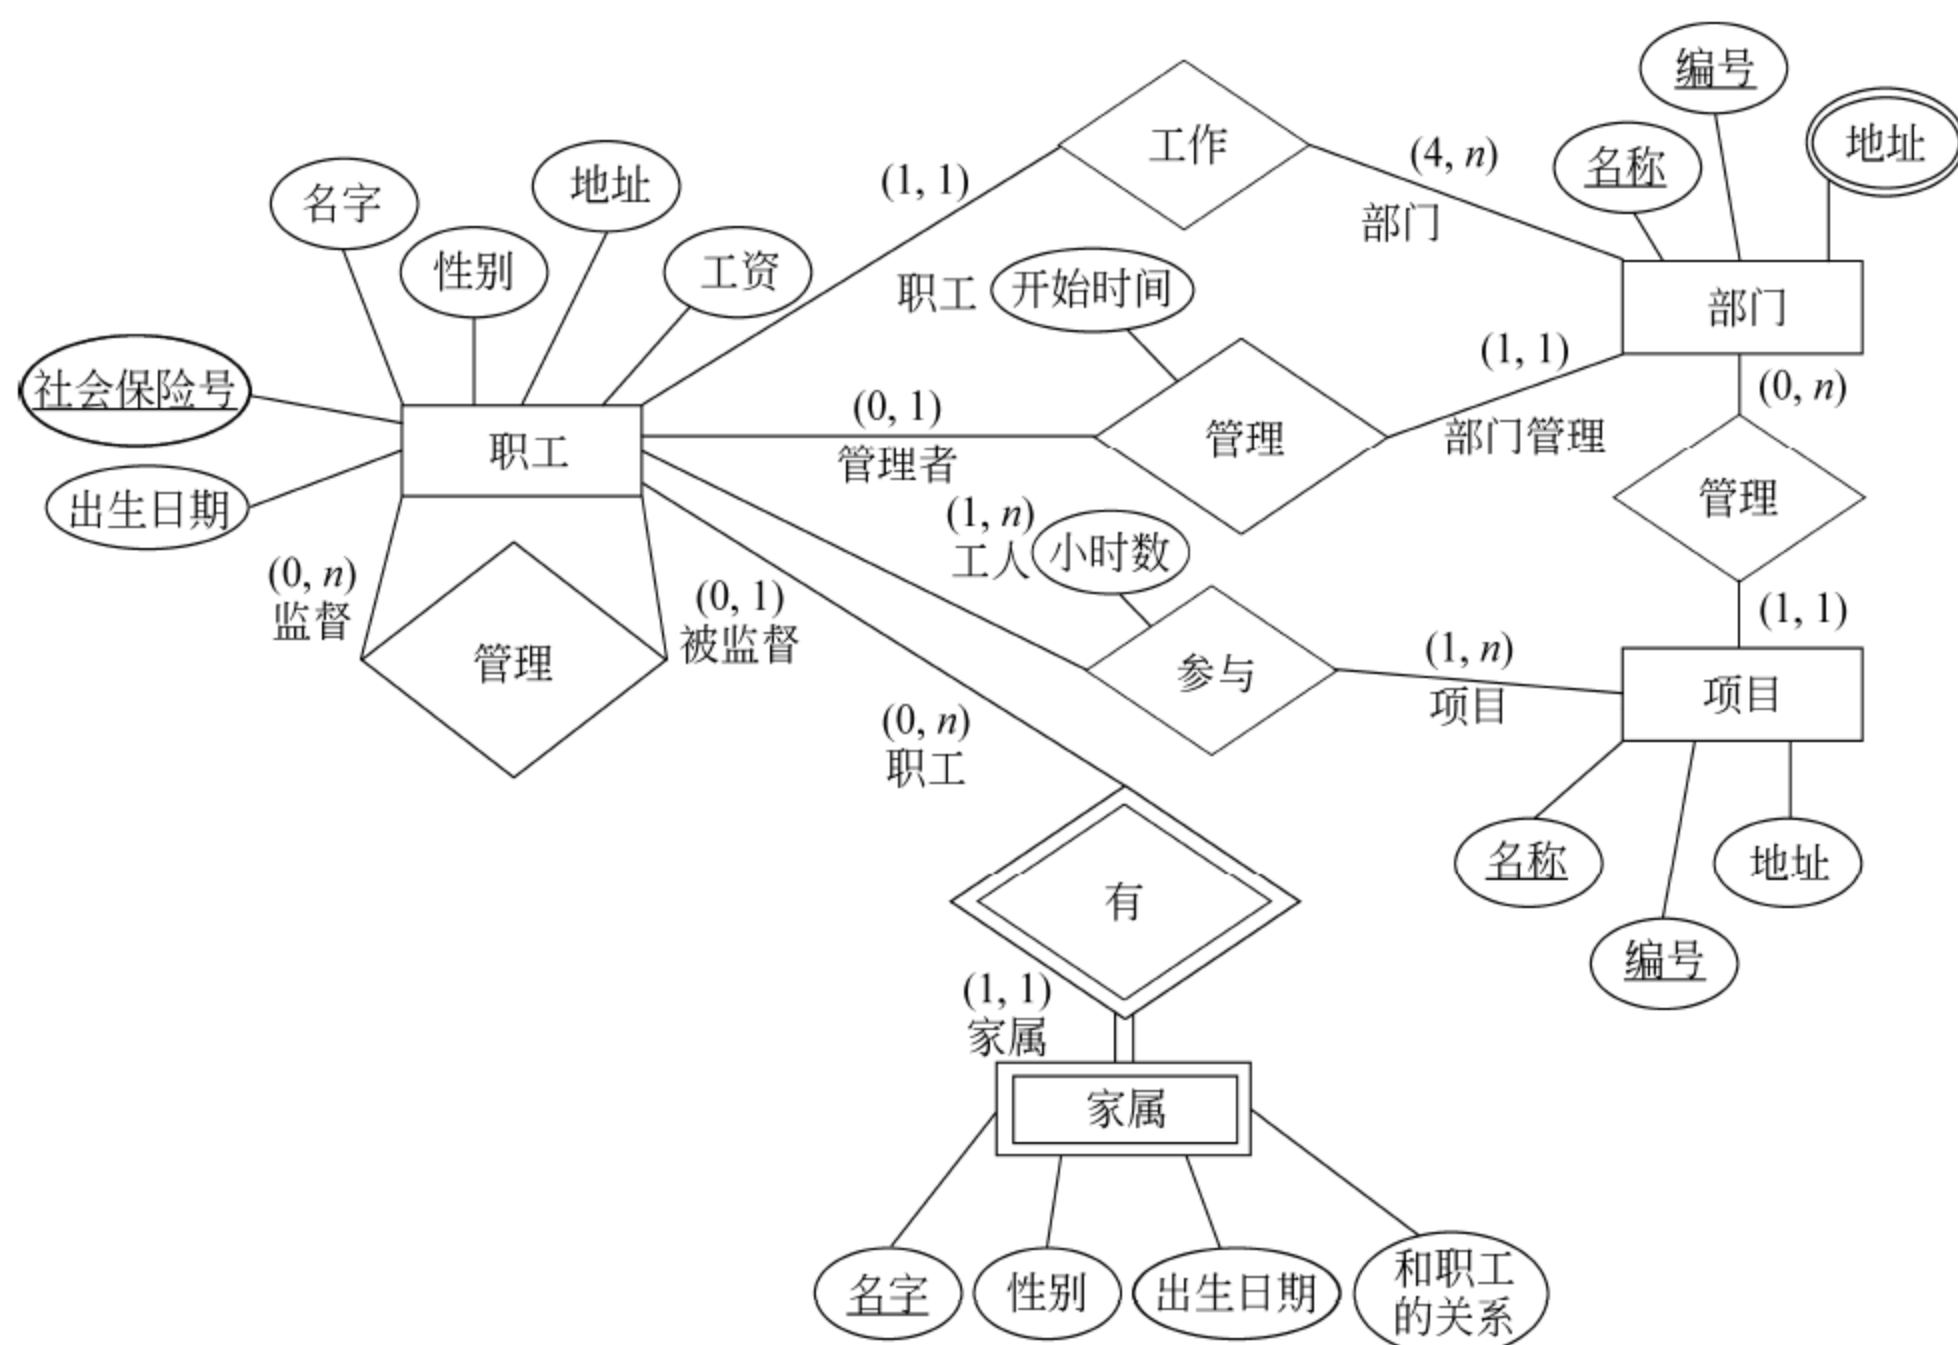 编号
地址
名称
工作
(1, 1)
(4, n)
部门
名字
性别
地址
工资
职工
开始时间
部门
社会保险号
出生日期
职工
(0, 1)
管理者
管理
(1, 1)
部门管理
(0, n)
管理
(1, 1)
(0, n)
监督
管理
(0, 1)
被监督
(1, n)
工人
小时数
参与
(1, n)
项目
项目
名称
编号
地址
(0, n)
职工
有
(1, 1)
家属
家属
名字
性别
出生日期
和职工
的关系